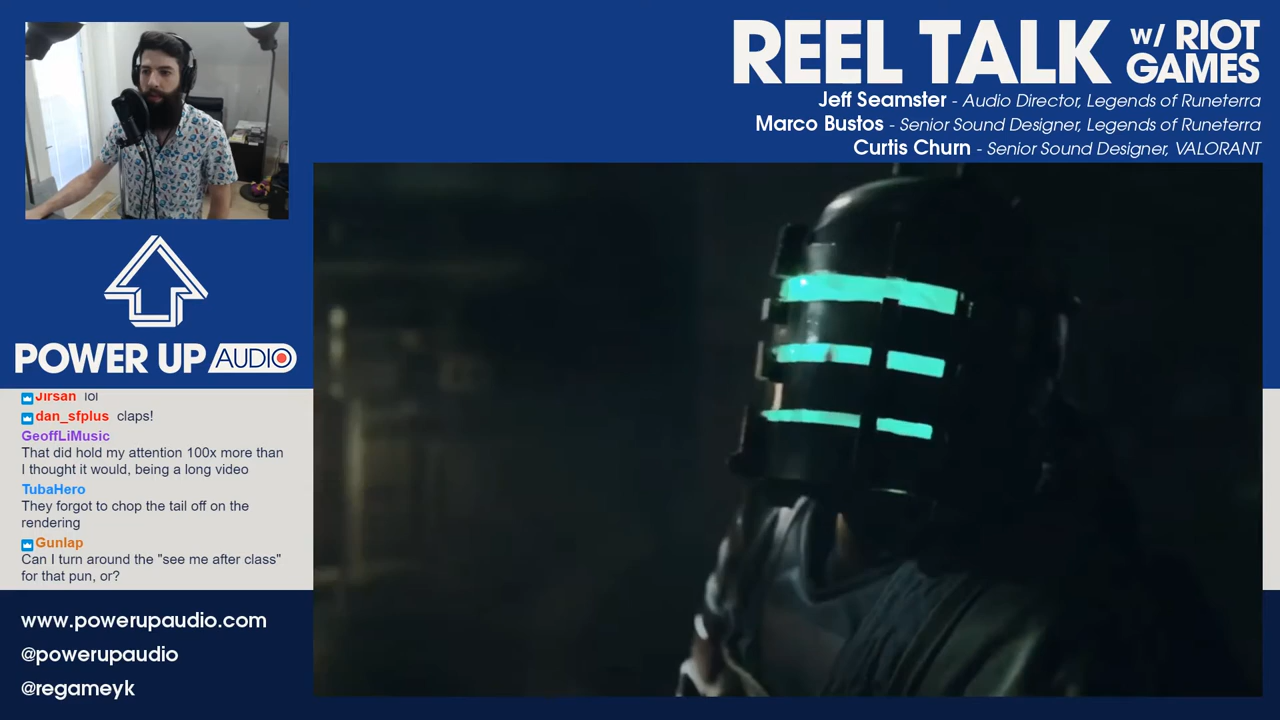 REEL TALK w/ RIOT GAMES
Jeff Seamster - Audio Director, Legends of Runeterra
Marco Bustos - Senior Sound Designer, Legends of Runeterra
Curtis Churn - Senior Sound Designer, VALORANT
POWER UP AUDIO
Jirsan lol
dan_sfplus claps!
GeoffLiMusic
That did hold my attention 100x more than
I thought it would, being a long video
TubaHero
They forgot to chop the tail off on the
rendering
Gunlap
Can I turn around the "see me after class"
for that pun, or?
www.powerupaudio.com
@powerupaudio
@regameyk